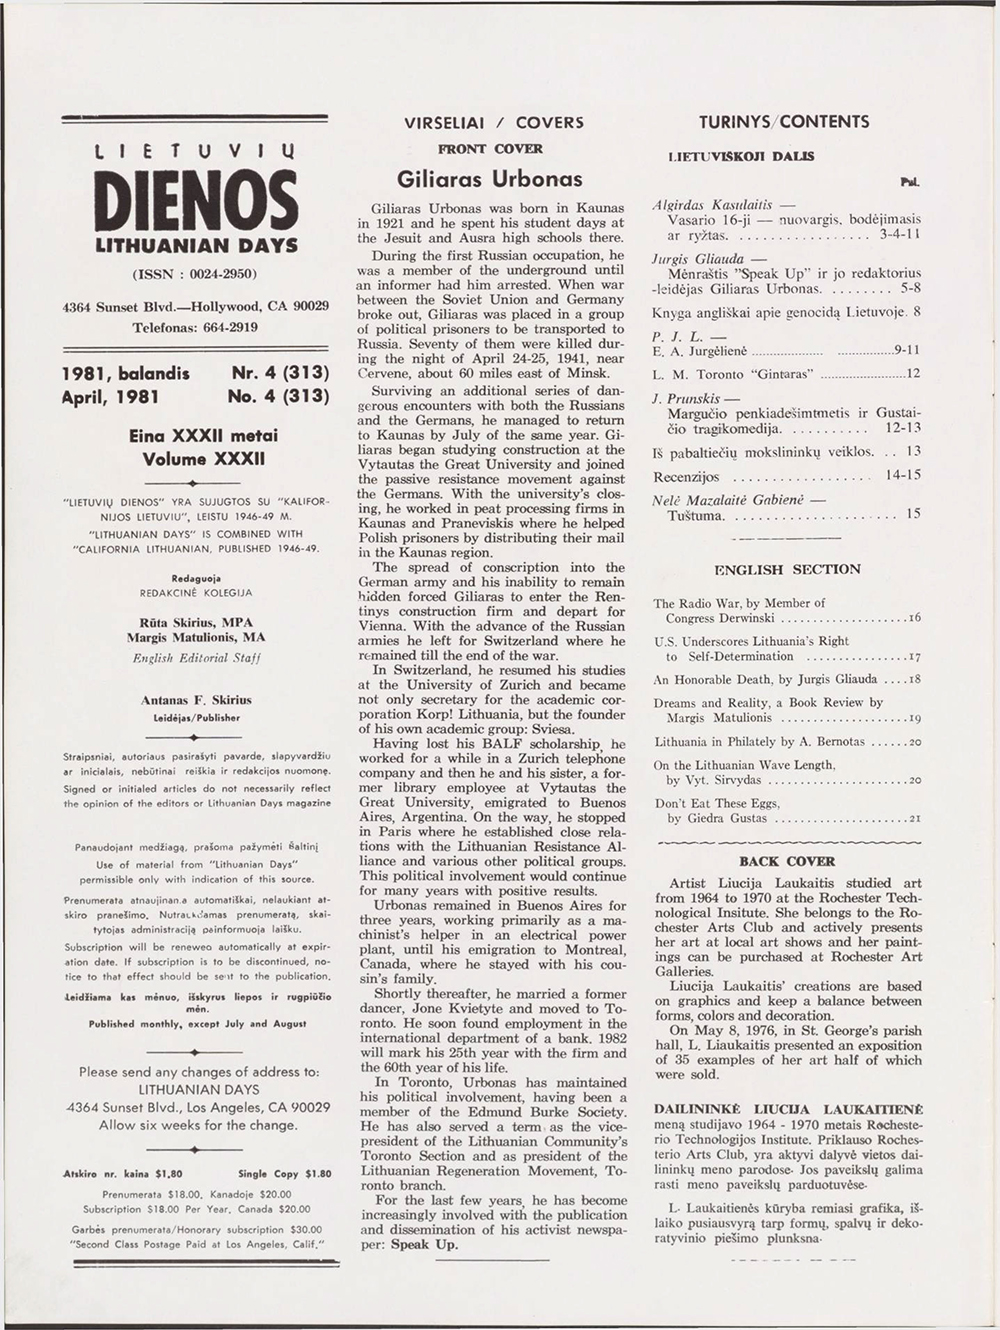 LIETUVIŲ
DIENOS
LITHUANIAN DAYS
(ISSN : 0024-2950)
4364 Sunset Blvd.—Hollywood, CA 90029
Telefonas: 664-2919
1981, balandis Nr. 4 (313)
April, 1981 No. 4 (313)
Eina XXXII metai
Volume XXXII
"LIETUVIŲ DIENOS" YRA SUJUGTOS SU "KALIFOR-
NIJOS LIETUVIU", LEISTU 1946-49 M.
"LITHUANIAN DAYS" IS COMBINED WITH
"CALIFORNIA LITHUANIAN, PUBLISHED 1946-49.
Redaguoja
REDAKCINĖ KOLEGIJA
Rūta Skirius, MPA
Margis Matulionis, MA
English Editorial Staff
Antanas F. Skirius
Leidėjas/Publisher
Straipsniai, autoriaus pasirašyti pavarde, slapyvardžiu
ar inicialais, nebūtinai reiškia ir redakcijos nuomonę.
Signed or initialed articles do not necessarily reflect
the opinion of the editors or Lithuanian Days magazine
Panaudojant medžiagą, prašoma pažymėti šaltinį
Use of material from "Lithuanian Days"
permissible only with indication of this source.
Prenumerata atnaujinan.a automatiškai, nelaukiant at-
skiro pranešimo. Nutraukdamas prenumeratą, skai-
tytojas administraciją painformuoja laišku.
Subscription will be reneweo automatically at expir-
ation date. If subscription is to be discontinued, no-
tice to that effect should be sent to the publication.
Leidžiama kas mėnuo, išskyrus liepos ir rugpiūčio
mėn.
Published monthly, except July and August
Please send any changes of address to:
LITHUANIAN DAYS
4364 Sunset Blvd., Los Angeles, CA 90029
Allow six weeks for the change.
Atskiro nr. kaina $1,80 Single Copy $1.80
Prenumerata $18.00, Kanadoje $20.00
Subscription $18.00 Per Year, Canada $20.00
Garbės prenumerata/Honorary subscription $30.00
"Second Class Postage Paid at Los Angeles, Calif."
VIRSELIAI / COVERS
FRONT COVER
Giliaras Urbonas
Giliaras Urbonas was born in Kaunas
in 1921 and he spent his student days at
the Jesuit and Ausra high schools there.
During the first Russian occupation, he
was a member of the underground until
an informer had him arrested. When war
between the Soviet Union and Germany
broke out, Giliaras was placed in a group
of political prisoners to be transported to
Russia. Seventy of them were killed dur-
ing the night of April 24-25, 1941, near
Cervene, about 60 miles east of Minsk.
Surviving an additional series of dan-
gerous encounters with both the Russians
and the Germans, he managed to return
to Kaunas by July of the same year. Gi-
liaras began studying construction at the
Vytautas the Great University and joined
the passive resistance movement against
the Germans. With the university's clos-
ing, he worked in peat processing firms in
Kaunas and Praneviskis where he helped
Polish prisoners by distributing their mail
in the Kaunas region.
The spread of conscription into the
German army and his inability to remain
hidden forced Giliaras to enter the Ren-
tinys construction firm and depart for
Vienna. With the advance of the Russian
armies he left for Switzerland where he
remained till the end of the war.
In Switzerland, he resumed his studies
at the University of Zurich and became
not only secretary for the academic cor-
poration Korp! Lithuania, but the founder
of his own academic group: Sviesa.
Having lost his BALF scholarship, he
worked for a while in a Zurich telephone
company and then he and his sister, a for-
mer library employee at Vytautas the
Great University, emigrated to Buenos
Aires, Argentina. On the way, he stopped
in Paris where he established close rela-
tions with the Lithuanian Resistance Al-
liance and various other political groups.
This political involvement would continue
for many years with positive results.
Urbonas remained in Buenos Aires for
three years, working primarily as a ma-
chinist's helper in an electrical power
plant, until his emigration to Montreal,
Canada, where he stayed with his cou-
sin's family.
Shortly thereafter, he married a former
dancer, Jone Kvietyte and moved to To-
ronto. He soon found employment in the
international department of a bank. 1982
will mark his 25th year with the firm and
the 60th year of his life.
In Toronto, Urbonas has maintained
his political involvement, having been a
member of the Edmund Burke Society.
He has also served a term as the vice-
president of the Lithuanian Community's
Toronto Section and as president of the
Lithuanian Regeneration Movement, To-
ronto branch.
For the last few years, he has become
increasingly involved with the publication
and dissemination of his activist newspa-
per: Speak Up.
TURINYS/CONTENTS
LIETUVIŠKOJI DALIS
Psl.
Algirdas Kasulaitis —
Vasario 16-ji — nuovargis, bodėjimasis
ar ryžtas. ................. 3-4-11
Jurgis Gliauda —
Mėnraštis "Speak Up" ir jo redaktorius
-leidėjas Giliaras Urbonas. ......... 5-8
Knyga angliškai apie genocidą Lietuvoje. 8
P. J. L. —
E. A. Jurgėlienė .................... ................9-11
L. M. Toronto "Gintaras" ........................12
J. Prunskis —
Margučio penkiadešimtmetis ir Gustai-
čio tragikomedija. ........... 12-13
Iš pabaltiečių mokslininkų veiklos. .. 13
Recenzijos .................. 14-15
Nelė Mazalaitė Gabienė —
Tuštuma. ...................... 15
ENGLISH SECTION
The Radio War, by Member of
Congress Derwinski ....................16
U.S. Underscores Lithuania's Right
to Self-Determination ................17
An Honorable Death, by Jurgis Gliauda ....18
Dreams and Reality, a Book Review by
Margis Matulionis ....................19
Lithuania in Philately by A. Bernotas ......20
On the Lithuanian Wave Length,
by Vyt. Sirvydas ......................20
Don't Eat These Eggs,
by Giedra Gustas .....................21
BACK COVER
Artist Liucija Laukaitis studied art
from 1964 to 1970 at the Rochester Tech-
nological Insitute. She belongs to the Ro-
chester Arts Club and actively presents
her art at local art shows and her paint-
ings can be purchased at Rochester Art
Galleries.
Liucija Laukaitis' creations are based
on graphics and keep a balance between
forms, colors and decoration.
On May 8, 1976, in St. George's parish
hall, L. Liaukaitis presented an exposition
of 35 examples of her art half of which
were sold.
DAILININKĖ LIUCIJA LAUKAITIENĖ
meną studijavo 1964 - 1970 metais Rocheste-
rio Technologijos Institute. Priklauso Roches-
terio Arts Club, yra aktyvi dalyvė vietos dai-
lininkų meno parodose. Jos paveikslų galima
rasti meno paveikslų parduotuvėse.
L. Laukaitienės kūryba remiasi grafika, iš-
laiko pusiausvyrą tarp formų, spalvų ir deko-
ratyvinio piešimo plunksna.